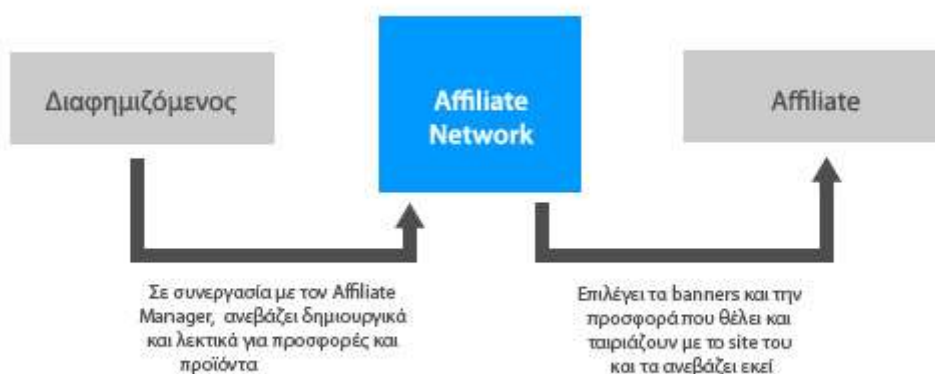 Διαφημιζόμενος
Affiliate
Network
Affiliate
Σε συνεργασία με τον Affiliate
Manager, ανεβάζει δημιουργικά
και λεκτικά για προσφορές και
προϊόντα
Επιλέγει τα banners και την
προσφορά που θέλει και
ταιριάζουν με το site του
και τα ανεβάζει εκεί